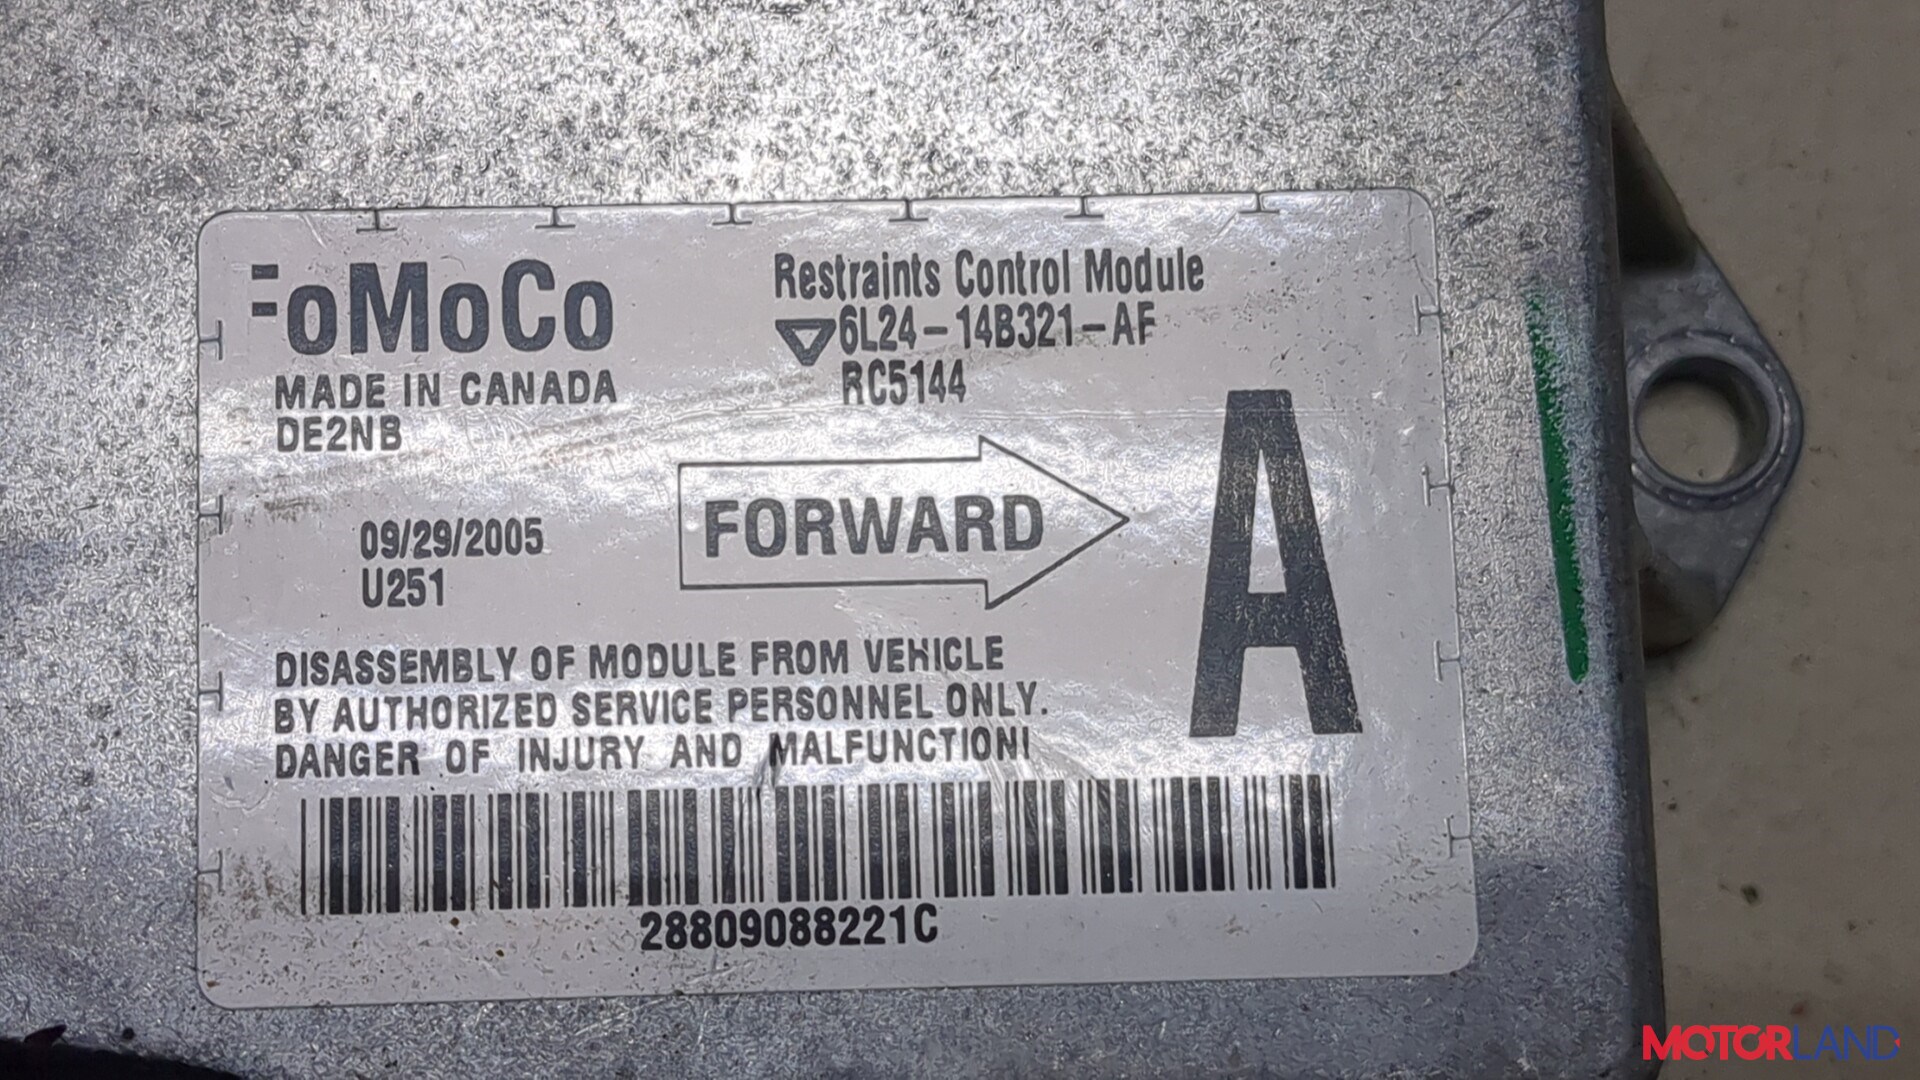 FoMoCo
MADE IN CANADA
DE2NB
Restraints Control Module
6L24-14B321-AF
RC5144
09/29/2005
U251
FORWARD
A
DISASSEMBLY OF MODULE FROM VEHICLE
BY AUTHORIZED SERVICE PERSONNEL ONLY.
DANGER OF INJURY AND MALFUNCTION!
28809088221C
MOTORLAND